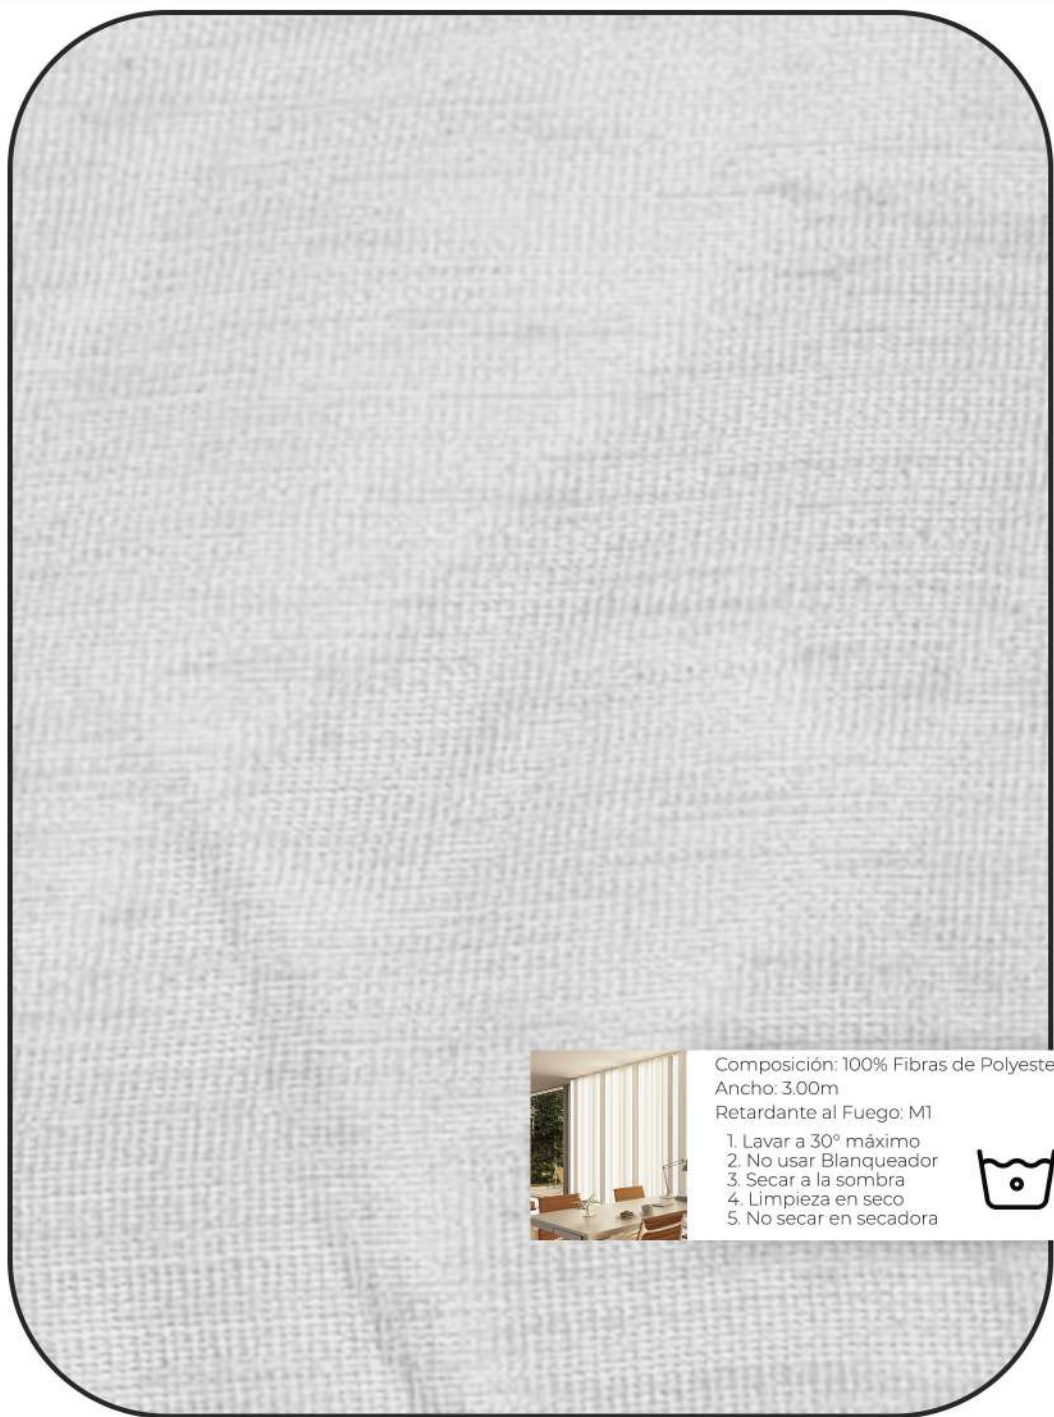 Composición: 100% Fibras de Polyeste
Ancho: 3.00m
Retardante al Fuego: M1
1. Lavar a 30° máximo
2. No usar Blanqueador
3. Secar a la sombra
4. Limpieza en seco
5. No secar en secadora